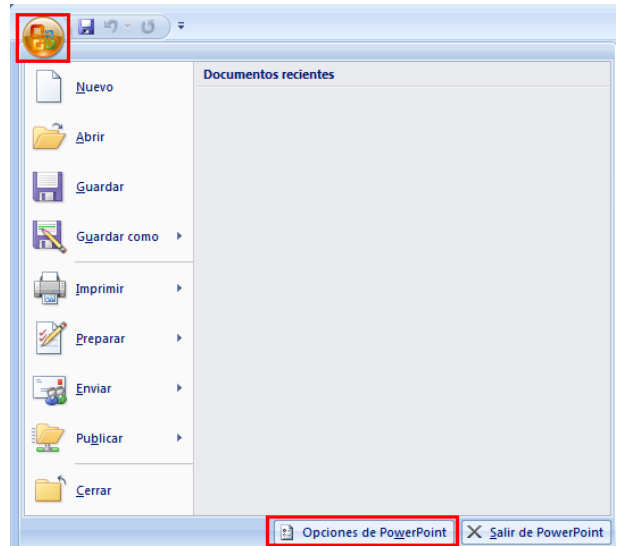 Documentos recientes
Nuevo
Abrir
Guardar
Guardar como
Imprimir
Preparar
Enviar
Publicar
Cerrar
Opciones de PowerPoint
Salir de PowerPoint